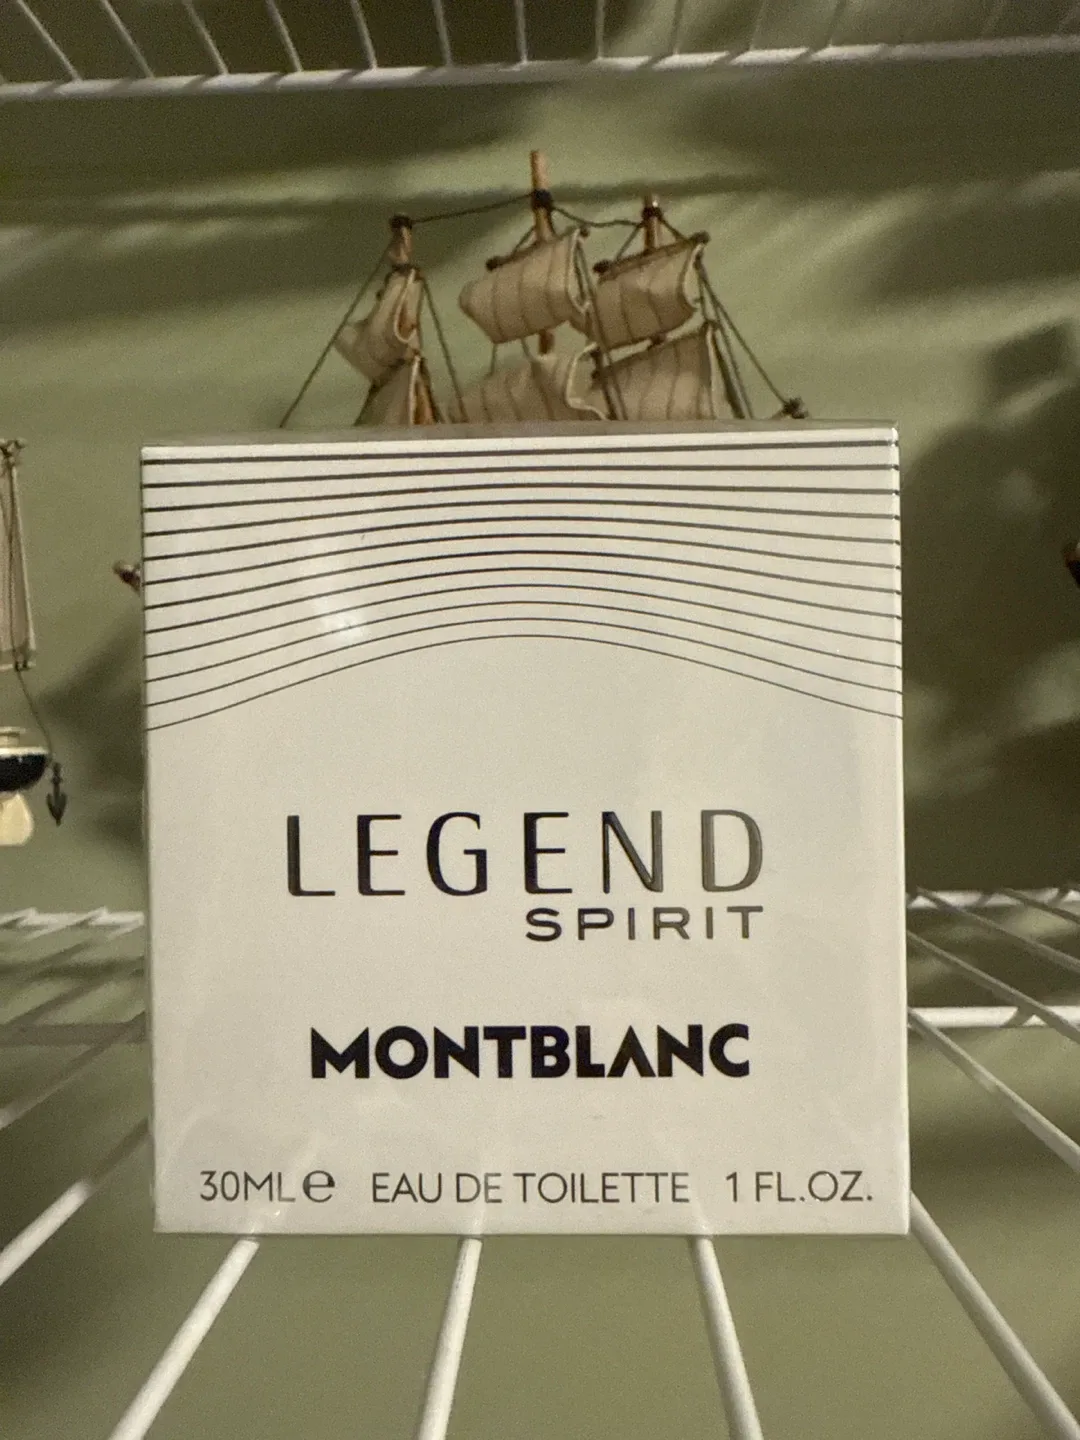 LEGEND
SPIRIT
MONTBLANC
30ML e EAU DE TOILETTE 1 FL.OZ.